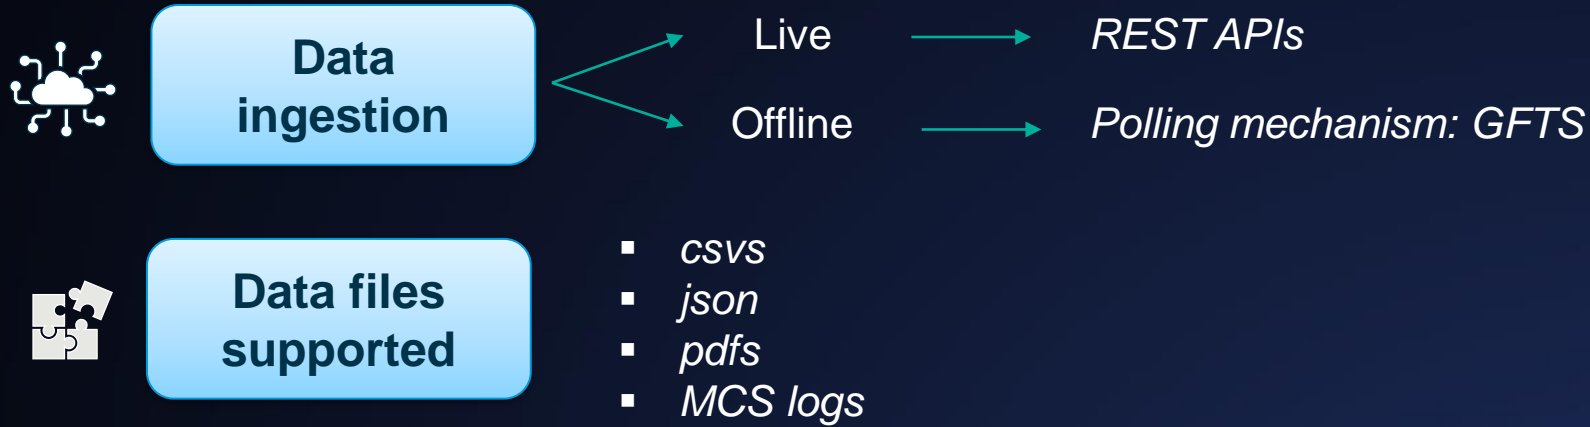 Data
ingestion
Live
REST APIs
Offline
Polling mechanism: GFTS
Data files
supported
csvs
json
pdfs
MCS logs